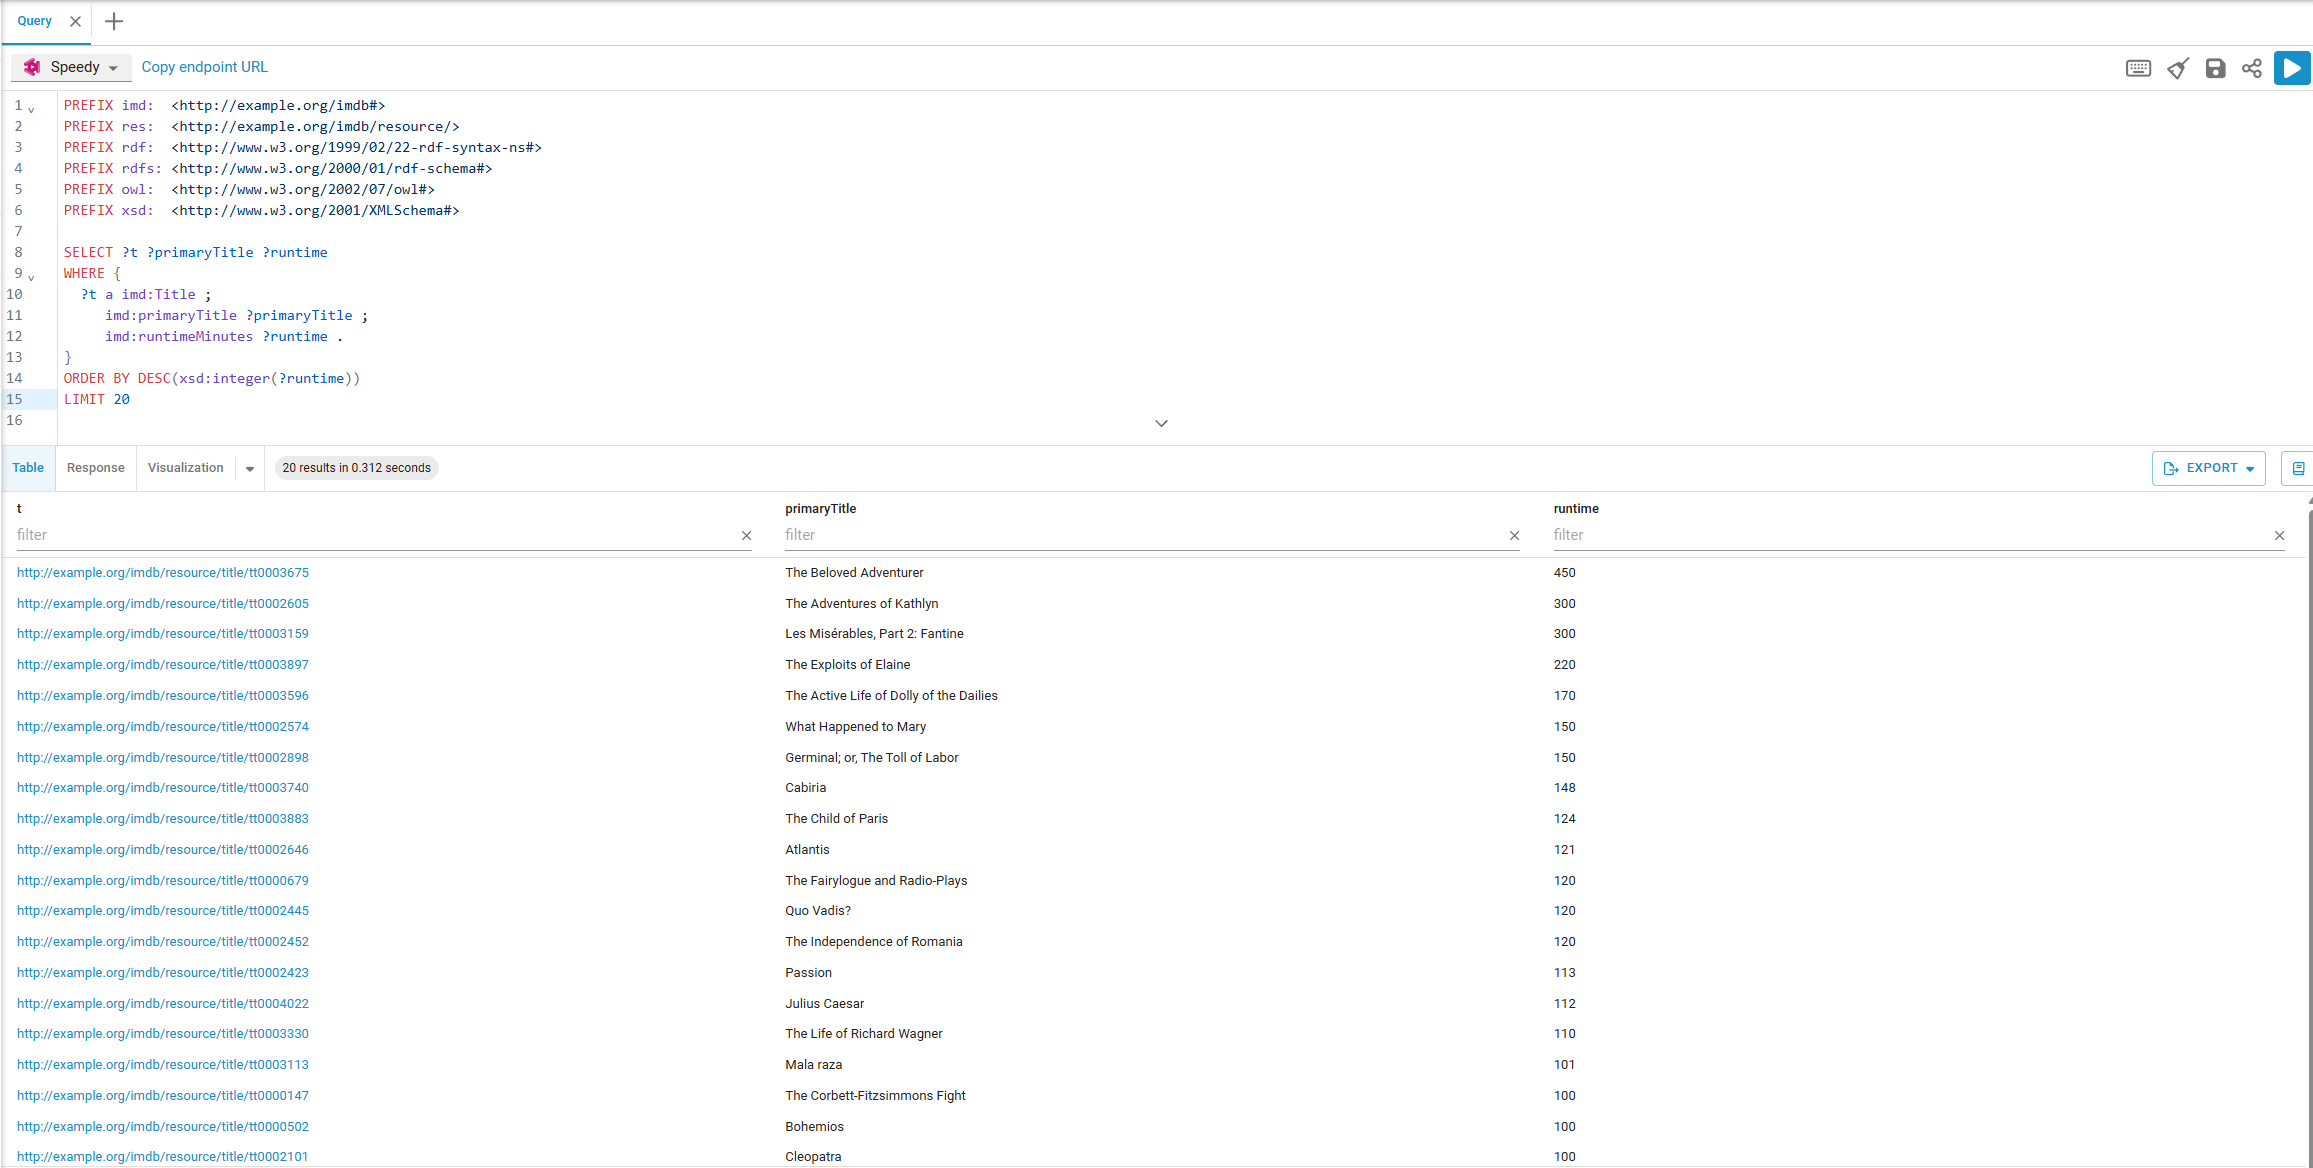 Query
Speedy Copy endpoint URL
1 PREFIX imd: <http://example.org/imdb#>
2 PREFIX res: <http://example.org/imdb/resource/>
3 PREFIX rdf: <http://www.w3.org/1999/02/22-rdf-syntax-ns#>
4 PREFIX rdfs: <http://www.w3.org/2000/01/rdf-schema#>
5 PREFIX owl: <http://www.w3.org/2002/07/owl#>
6 PREFIX xsd: <http://www.w3.org/2001/XMLSchema#>
7
8 SELECT ?t ?primaryTitle ?runtime
9 WHERE {
10 ?t a imd:Title ;
11 imd:primaryTitle ?primaryTitle ;
12 imd:runtimeMinutes ?runtime .
13 }
14 ORDER BY DESC(xsd:integer(?runtime))
15 LIMIT 20
16
Table Response Visualization 20 results in 0.312 seconds EXPORT
t primaryTitle runtime
filter filter filter
http://example.org/imdb/resource/title/tt0003675 The Beloved Adventurer 450
http://example.org/imdb/resource/title/tt0002605 The Adventures of Kathlyn 300
http://example.org/imdb/resource/title/tt0003159 Les Misérables, Part 2: Fantine 300
http://example.org/imdb/resource/title/tt0003897 The Exploits of Elaine 220
http://example.org/imdb/resource/title/tt0003596 The Active Life of Dolly of the Dailies 170
http://example.org/imdb/resource/title/tt0002574 What Happened to Mary 150
http://example.org/imdb/resource/title/tt0002898 Germinal; or, The Toll of Labor 150
http://example.org/imdb/resource/title/tt0003740 Cabiria 148
http://example.org/imdb/resource/title/tt0003883 The Child of Paris 124
http://example.org/imdb/resource/title/tt0002646 Atlantis 121
http://example.org/imdb/resource/title/tt0000679 The Fairylogue and Radio-Plays 120
http://example.org/imdb/resource/title/tt0002445 Quo Vadis? 120
http://example.org/imdb/resource/title/tt0002452 The Independence of Romania 120
http://example.org/imdb/resource/title/tt0002423 Passion 113
http://example.org/imdb/resource/title/tt0004022 Julius Caesar 112
http://example.org/imdb/resource/title/tt0003330 The Life of Richard Wagner 110
http://example.org/imdb/resource/title/tt0003113 Mala raza 101
http://example.org/imdb/resource/title/tt0000147 The Corbett-Fitzsimmons Fight 100
http://example.org/imdb/resource/title/tt0000502 Bohemios 100
http://example.org/imdb/resource/title/tt0002101 Cleopatra 100